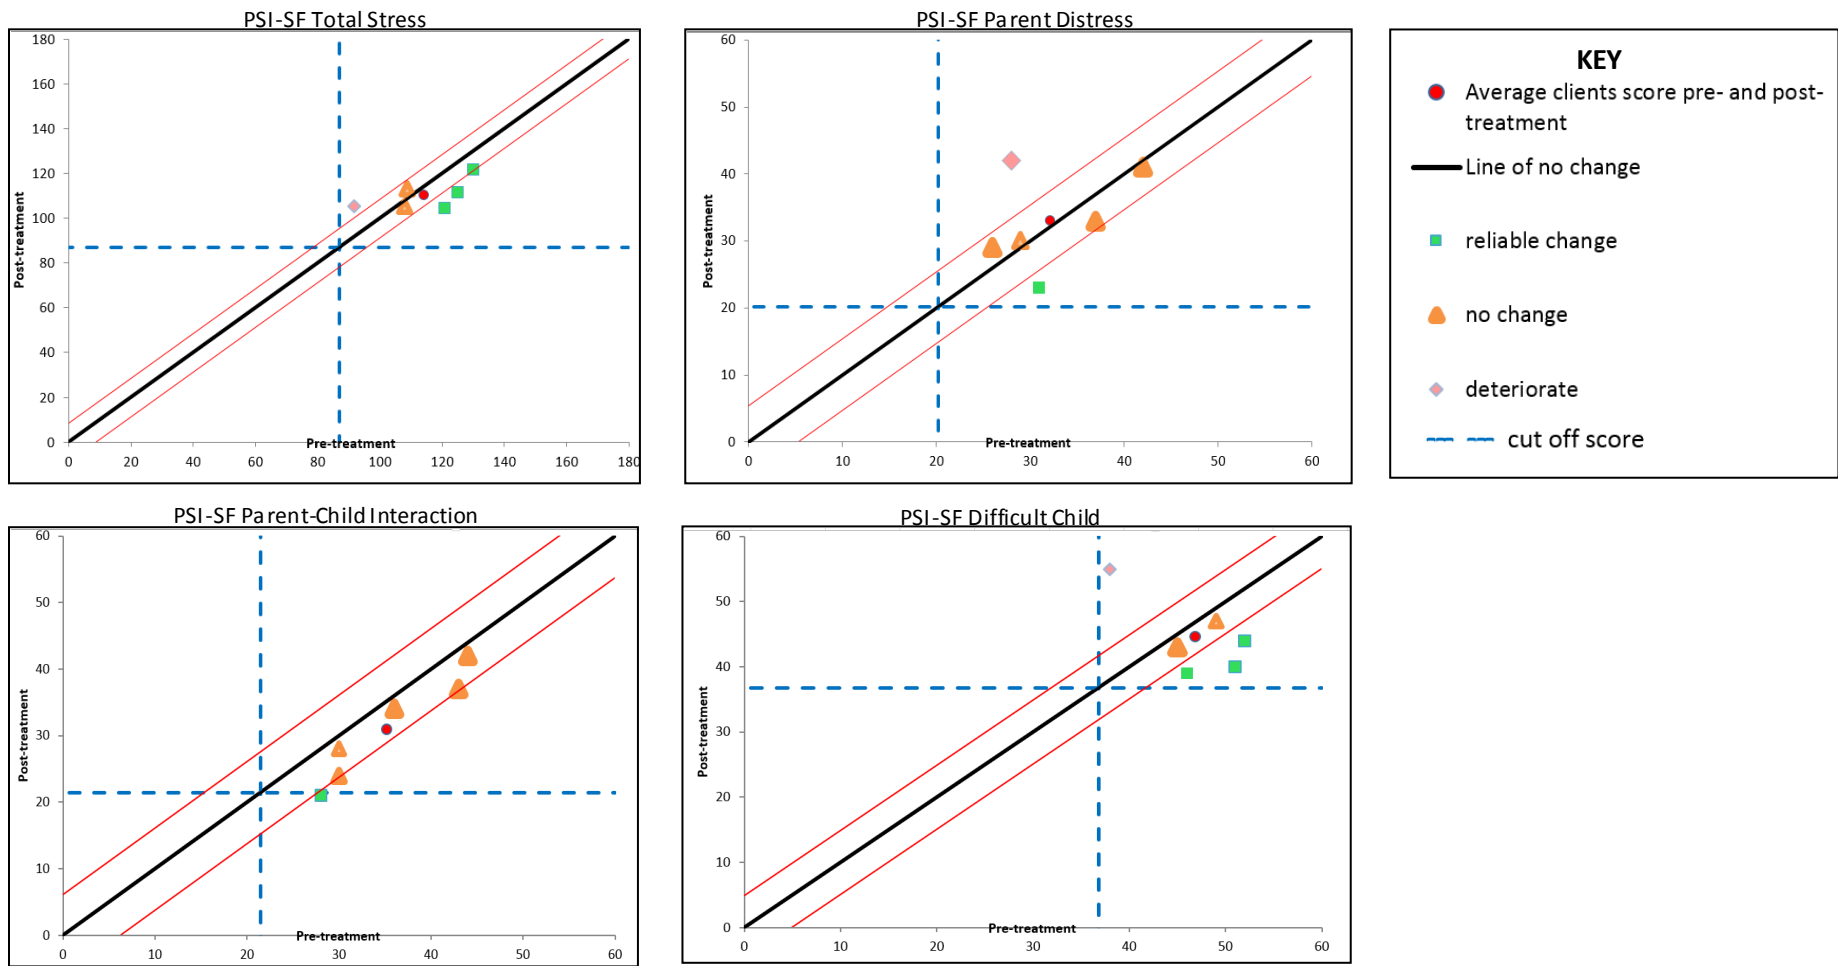 PSI-SF Total Stress
180
160
140
120
100
80
60
40
20
0
Post-treatment
Pre-treatment
0 20 40 60 80 100 120 140 160 180
PSI-SF Parent Distress
60
50
40
30
20
10
0
Post-treatment
Pre-treatment
0 10 20 30 40 50 60
KEY
Average clients score pre- and post-
treatment
Line of no change
reliable change
no change
deteriorate
cut off score
PSI-SF Parent-Child Interaction
60
50
40
30
20
10
0
Post-treatment
Pre-treatment
0 10 20 30 40 50 60
PSI-SF Difficult Child
60
50
40
30
20
10
0
Post-treatment
Pre-treatment
0 10 20 30 40 50 60